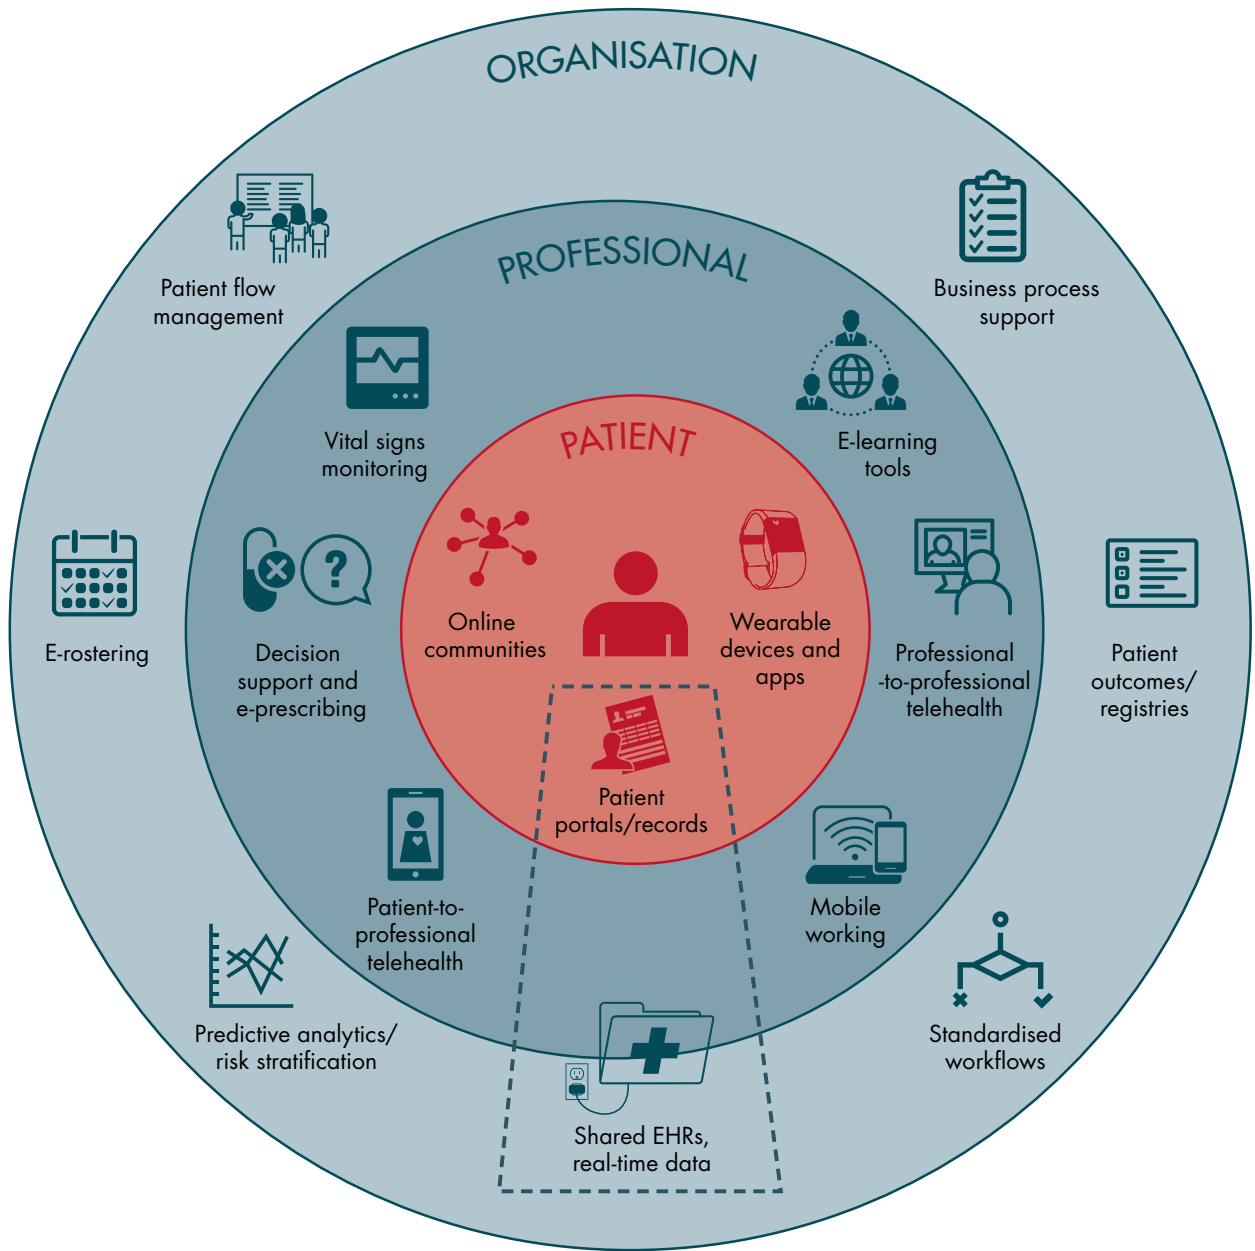 ORGANISATION
Patient flow
management
Business process
support
PROFESSIONAL
Vital signs
monitoring
E-learning
tools
PATIENT
E-rostering
Decision
support and
e-prescribing
?
Online
communities
Wearable
devices and
apps
Professional
-to-professional
telehealth
Patient
outcomes/
registries
Patient
portals/records
Patient-to-
professional
telehealth
Mobile
working
Predictive analytics/
risk stratification
Standardised
workflows
Shared EHRs,
real-time data